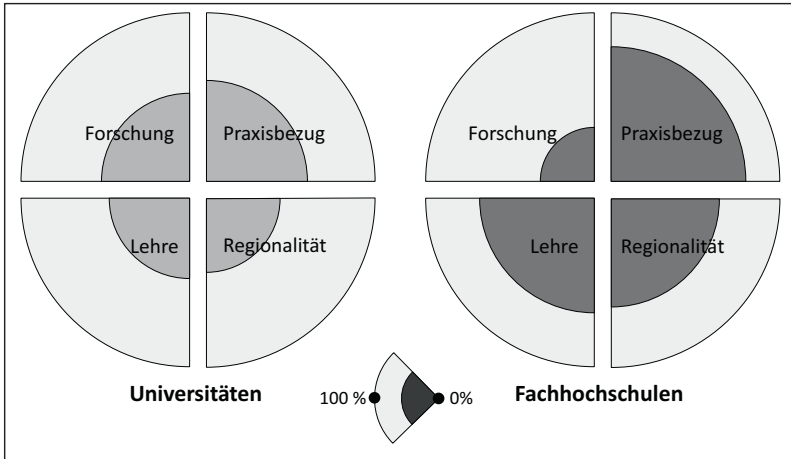 Forschung
Praxisbezug
Forschung
Praxisbezug
Lehre
Regionalität
Lehre
Regionalität
Universitäten
100 %
0%
Fachhochschulen